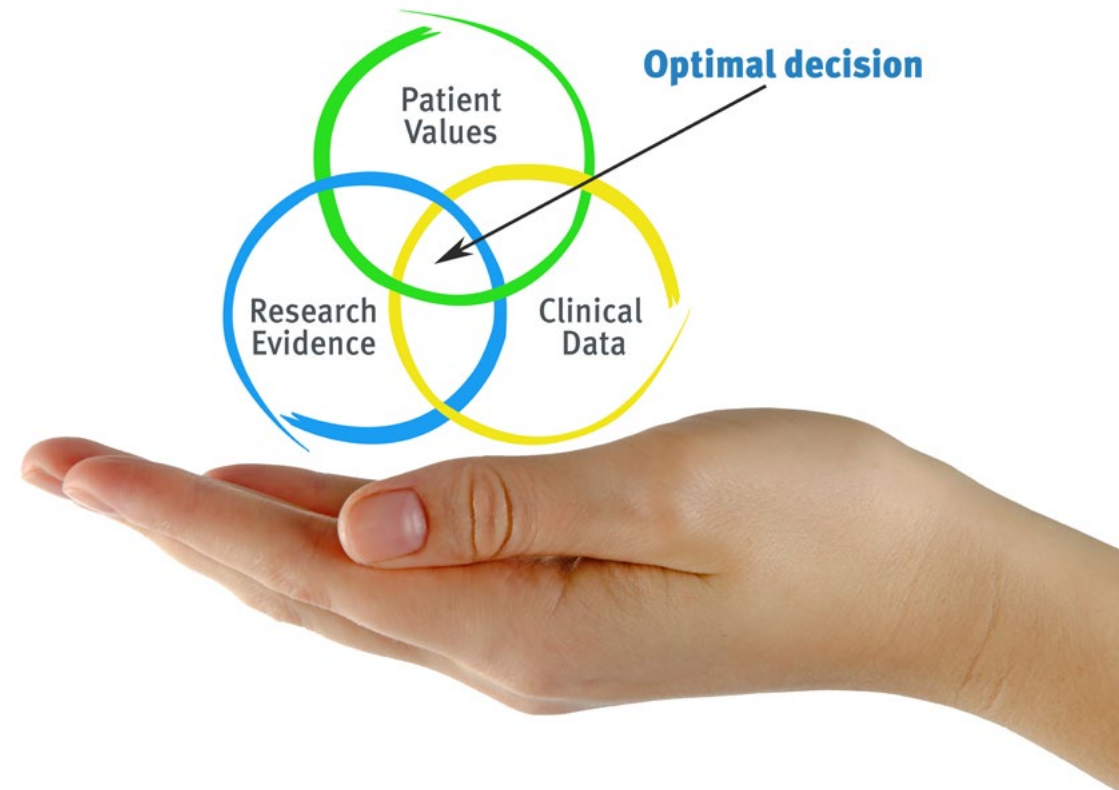 Optimal decision
Patient
Values
Research
Evidence
Clinical
Data